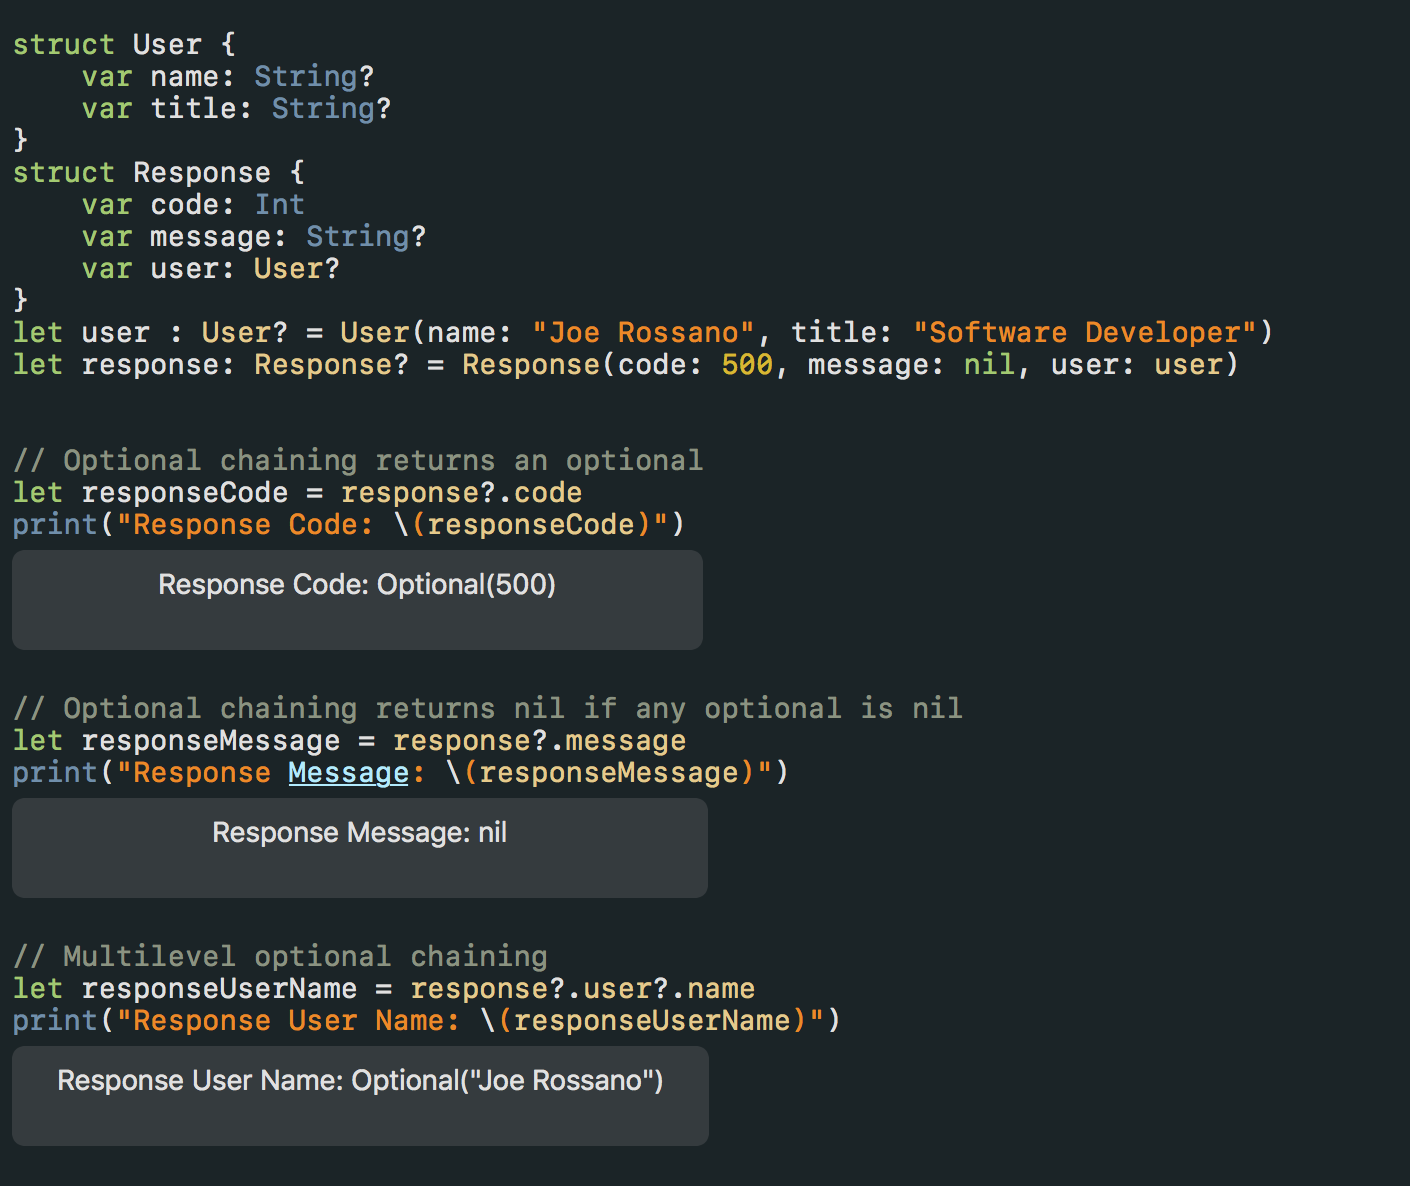 struct User {
    var name: String?
    var title: String?
}
struct Response {
    var code: Int
    var message: String?
    var user: User?
}
let user : User? = User(name: "Joe Rossano", title: "Software Developer")
let response: Response? = Response(code: 500, message: nil, user: user)
// Optional chaining returns an optional
let responseCode = response?.code
print("Response Code: \(responseCode)")
Response Code: Optional(500)
// Optional chaining returns nil if any optional is nil
let responseMessage = response?.message
print("Response Message: \(responseMessage)")
Response Message: nil
// Multilevel optional chaining
let responseUserName = response?.user?.name
print("Response User Name: \(responseUserName)")
Response User Name: Optional("Joe Rossano")